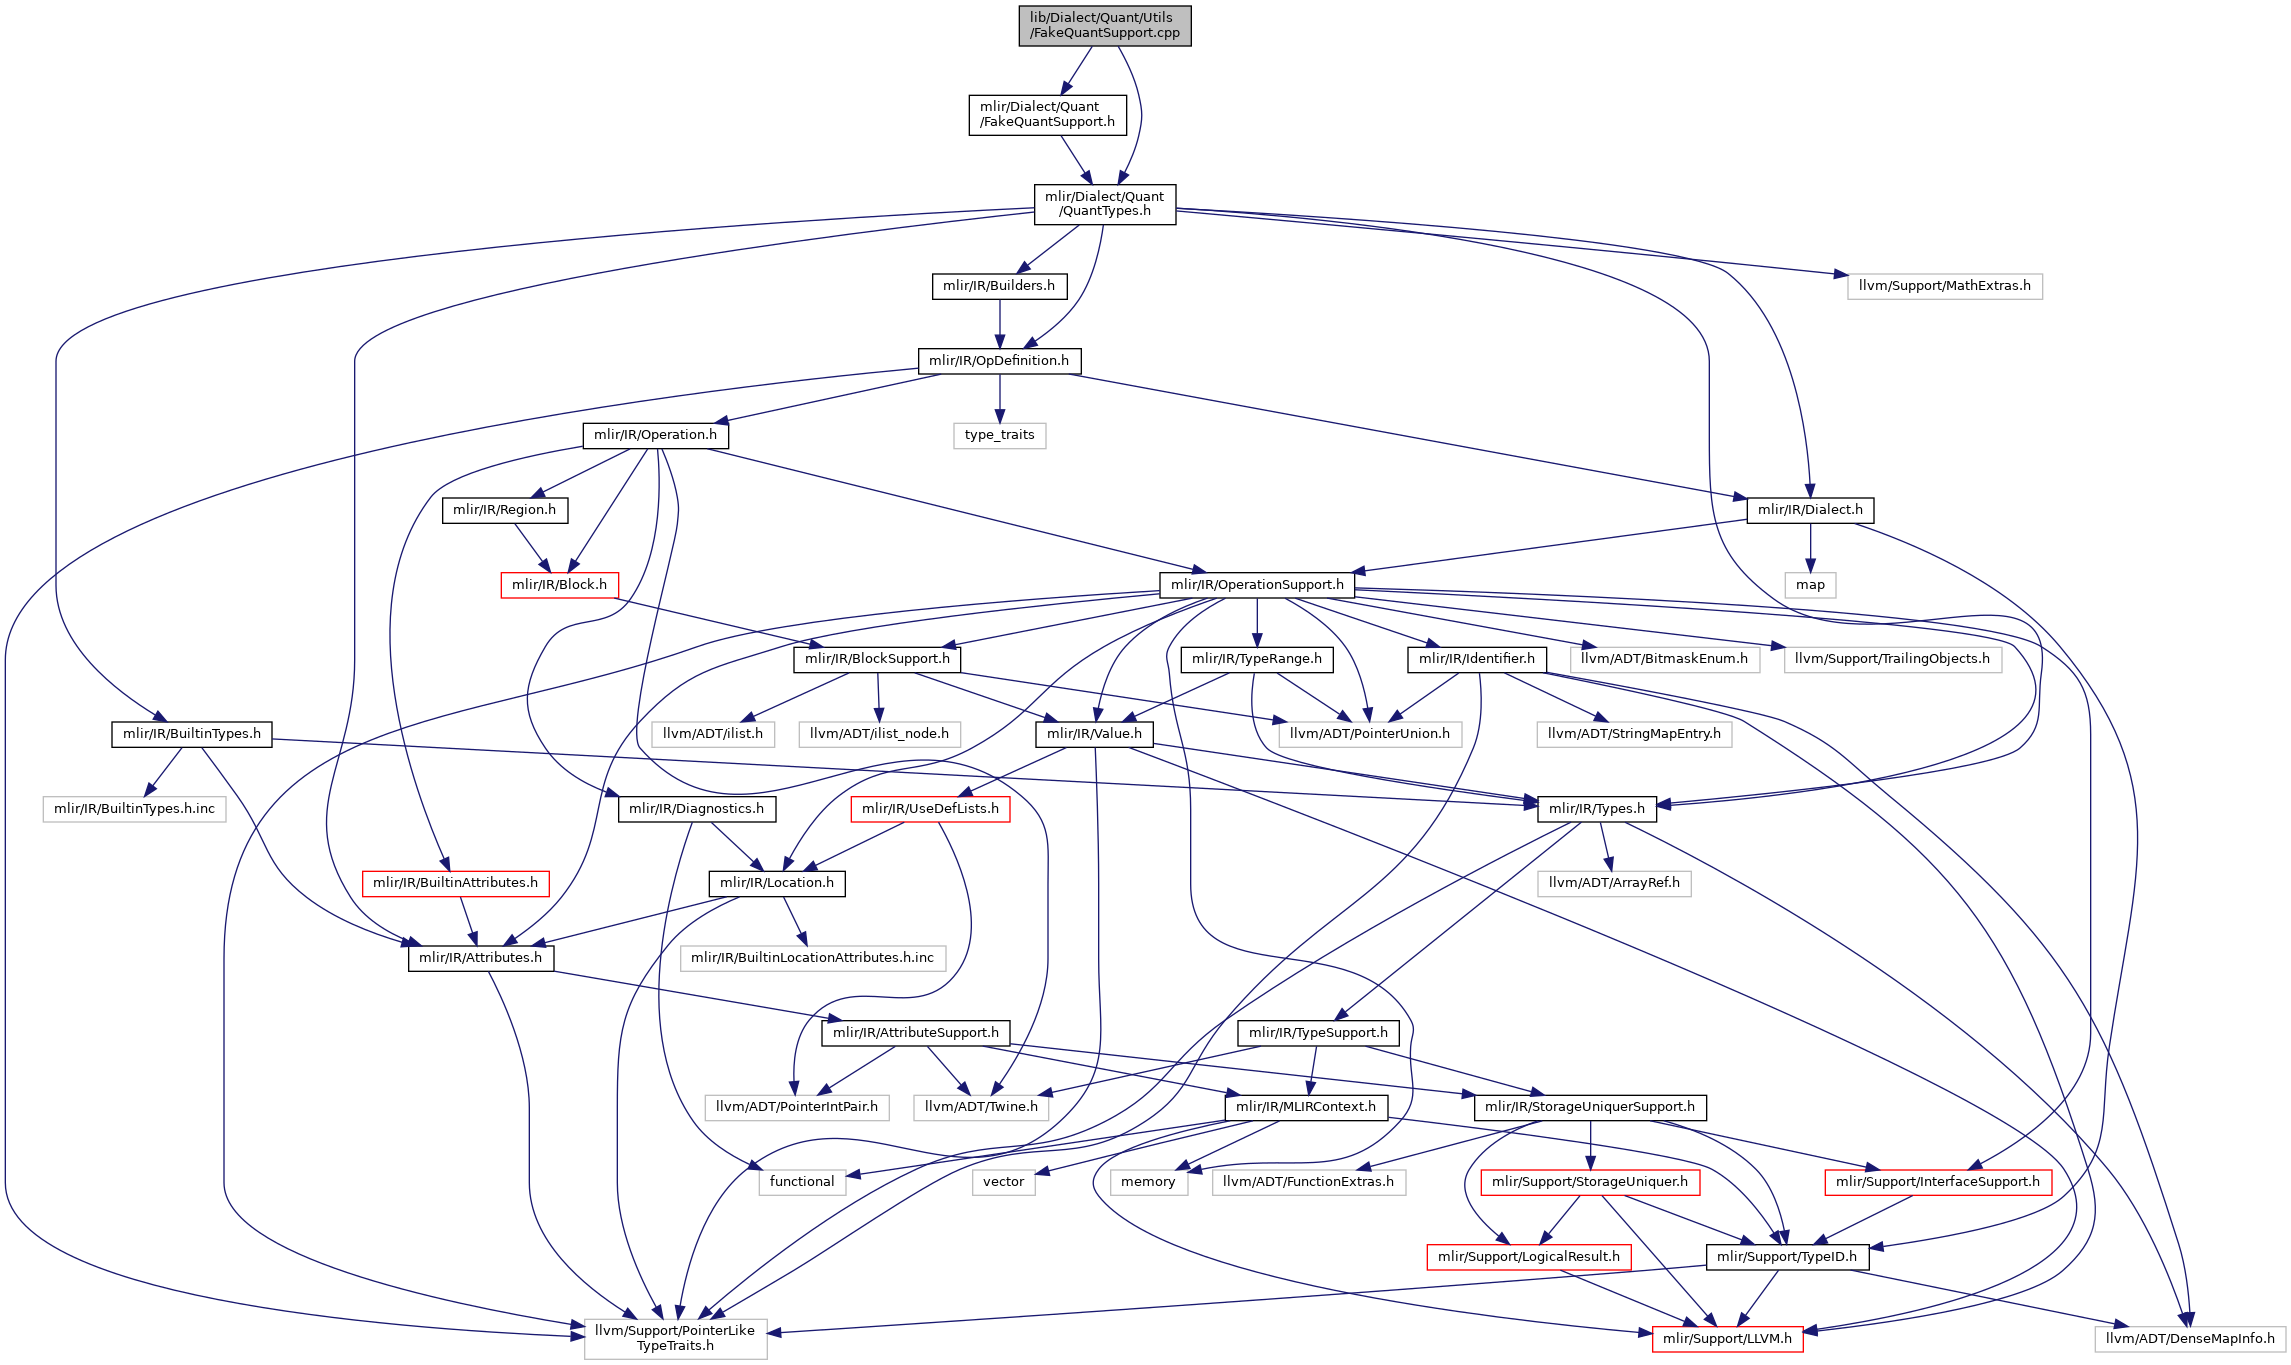 lib/Dialect/Quant/Utils
/FakeQuantSupport.cpp
mlir/Dialect/Quant
/FakeQuantSupport.h
mlir/Dialect/Quant
/QuantTypes.h
mlir/IR/Builders.h
llvm/Support/MathExtras.h
mlir/IR/OpDefinition.h
mlir/IR/Operation.h
type_traits
mlir/IR/Region.h
mlir/IR/Dialect.h
mlir/IR/Block.h
mlir/IR/OperationSupport.h
map
mlir/IR/BlockSupport.h
mlir/IR/TypeRange.h
mlir/IR/Identifier.h
llvm/ADT/BitmaskEnum.h
llvm/Support/TrailingObjects.h
mlir/IR/BuiltinTypes.h
llvm/ADT/ilist.h
llvm/ADT/ilist_node.h
mlir/IR/Value.h
llvm/ADT/PointerUnion.h
llvm/ADT/StringMapEntry.h
mlir/IR/BuiltinTypes.h.inc
mlir/IR/Diagnostics.h
mlir/IR/UseDefLists.h
mlir/IR/Types.h
mlir/IR/BuiltinAttributes.h
mlir/IR/Location.h
llvm/ADT/ArrayRef.h
mlir/IR/Attributes.h
mlir/IR/BuiltinLocationAttributes.h.inc
mlir/IR/AttributeSupport.h
mlir/IR/TypeSupport.h
llvm/ADT/PointerIntPair.h
llvm/ADT/Twine.h
mlir/IR/MLIRContext.h
mlir/IR/StorageUniquerSupport.h
functional
vector
memory
llvm/ADT/FunctionExtras.h
mlir/Support/StorageUniquer.h
mlir/Support/InterfaceSupport.h
mlir/Support/LogicalResult.h
mlir/Support/TypeID.h
llvm/Support/PointerLike
TypeTraits.h
mlir/Support/LLVM.h
llvm/ADT/DenseMapInfo.h